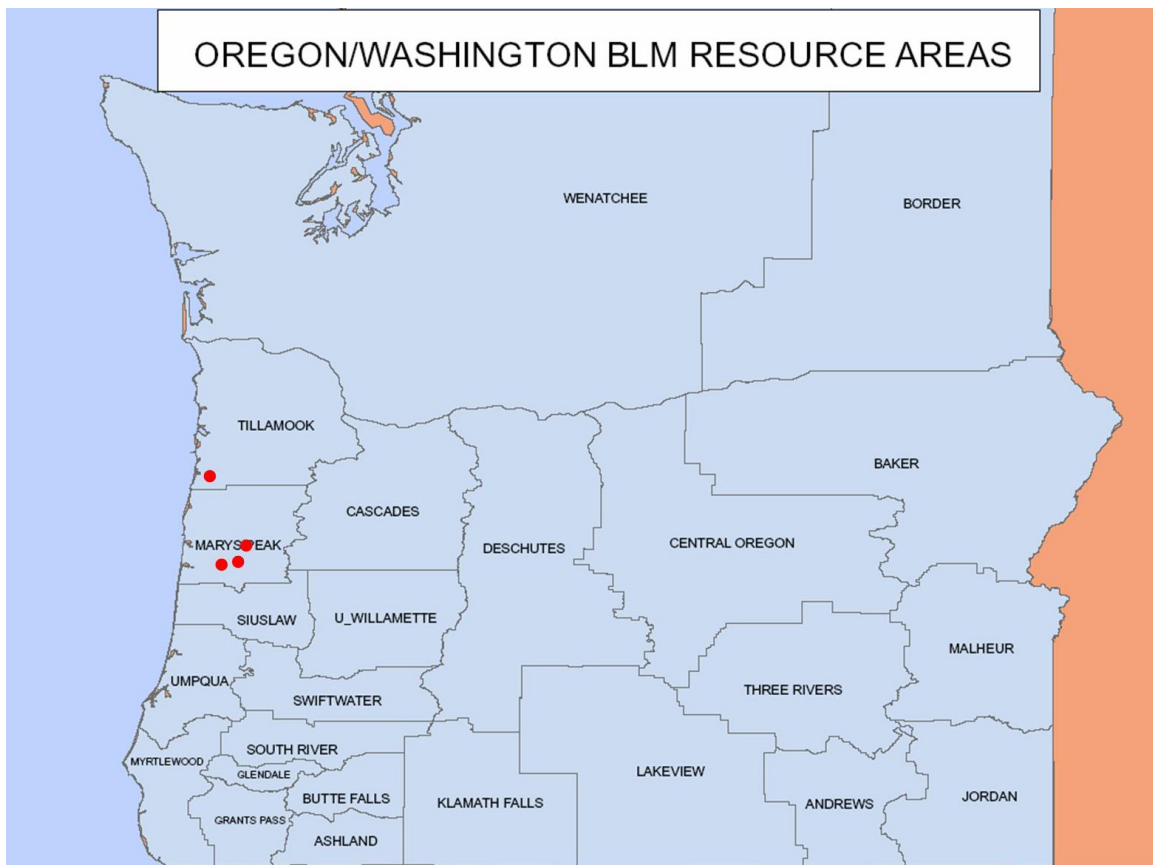 OREGON/WASHINGTON BLM RESOURCE AREAS
WENATCHEE
BORDER
TILLAMOOK
BAKER
CASCADES
MARYS PEAK
DESCHUTES
CENTRAL OREGON
SIUSLAW
U_WILLAMETTE
MALHEUR
UMPQUA
THREE RIVERS
SWIFTWATER
SOUTH RIVER
MYRTLEWOOD
LAKEVIEW
GLENDALE
BUTTE FALLS
KLAMATH FALLS
ANDREWS
JORDAN
GRANTS PASS
ASHLAND